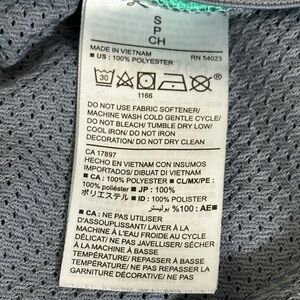 S
P
CH
MADE IN VIETNAM RN 54023
■ US : 100% POLYESTER
30
1166
DO NOT USE FABRIC SOFTENER/
MACHINE WASH COLD GENTLE CYCLE/
DO NOT BLEACH/ TUMBLE DRY LOW/
COOL IRON/ DO NOT IRON
DECORATION/ DO NOT DRY CLEAN
CA 17897
HECHO EN VIETNAM CON INSUMOS
IMPORTADOS/ DIBUAT DI VIETNAM
■ CA : 100% POLYESTER ■ CL/MX/PE :
100% poliéster ■ JP : 100%
ポリエステル ■ ID : 100% POLISTER
بوليستر %100 : AE ■
■ CA : NE PAS UTILISER
D'ASSOUPLISSANT/ LAVER À LA
MACHINE À L'EAU FROIDE AU CYCLE
DÉLICAT/ NE PAS JAVELLISER/ SÉCHER
À LA MACHINE À BASSE
TEMPÉRATURE/ REPASSER À BASSE
TEMPÉRATURE/ NE PAS REPASSER LA
GARNITURE DÉCORATIVE/ NE PAS